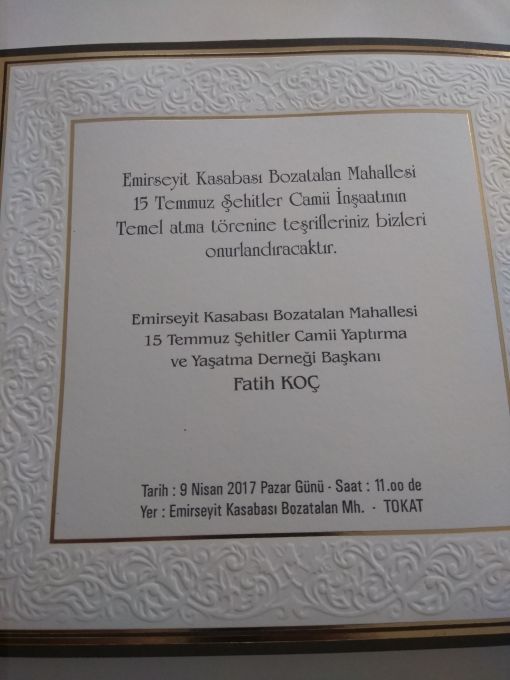 Emirseyit Kasabası Bozatalan Mahallesi
15 Temmuz Şehitler Camii İnşaatının
Temel atma törenine teşrifleriniz bizleri
onurlandıracaktır.
Emirseyit Kasabası Bozatalan Mahallesi
15 Temmuz Şehitler Camii Yaptırma
ve Yaşatma Derneği Başkanı
Fatih KOÇ
Tarih : 9 Nisan 2017 Pazar Günü - Saat : 11.oo de
Yer : Emirseyit Kasabası Bozatalan Mh. - TOKAT